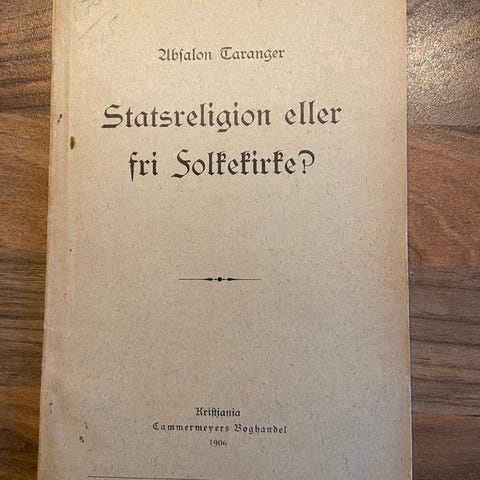 Absalon Taranger
Statsreligion eller
fri Folkekirke?
Kristiania
Cammermeyers Boghandel
1906